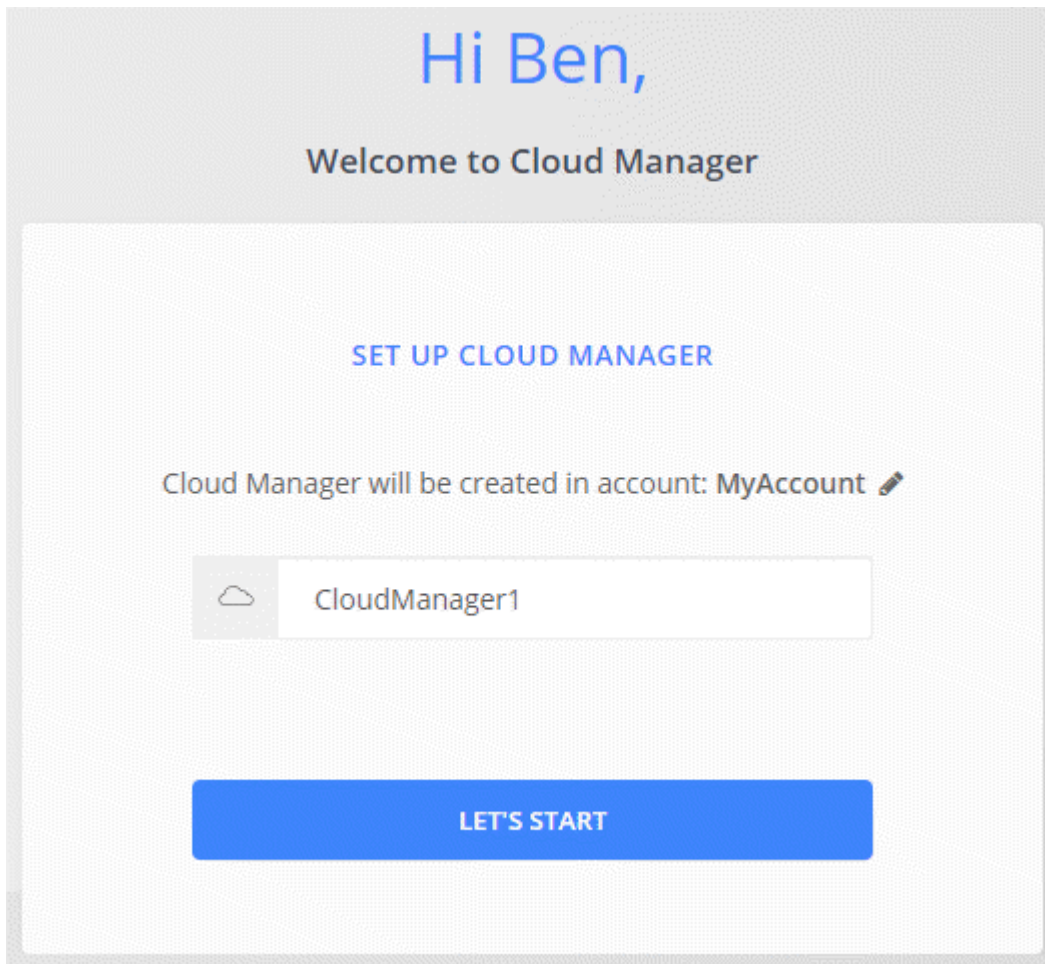 Hi Ben,
Welcome to Cloud Manager
SET UP CLOUD MANAGER
Cloud Manager will be created in account: MyAccount
CloudManager1
LET'S START